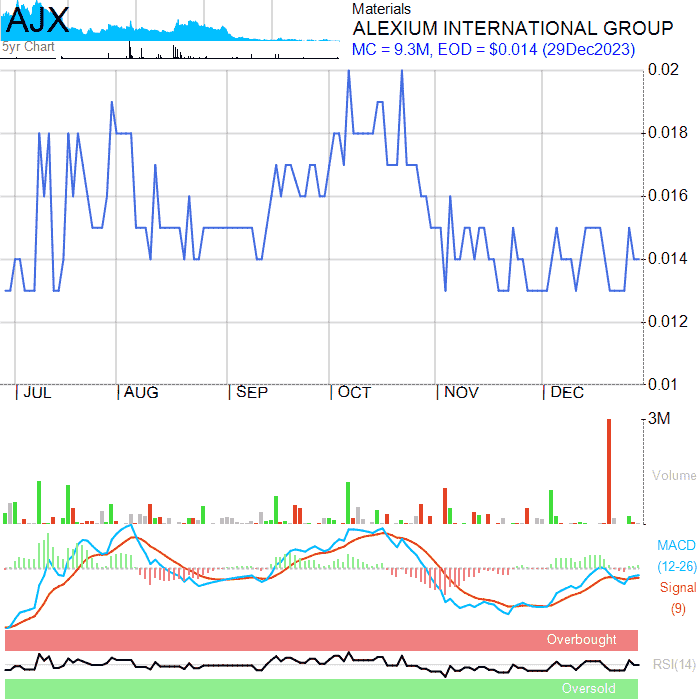 AJX
5yr Chart
Materials
ALEXIUM INTERNATIONAL GROUP
MC = 9.3M, EOD = $0.014 (29Dec2023)
0.02
0.018
0.016
0.014
0.012
0.01
JUL AUG SEP OCT NOV DEC
3M
Volume
MACD
(12-26)
Signal
(9)
Overbought
RSI(14)
Oversold